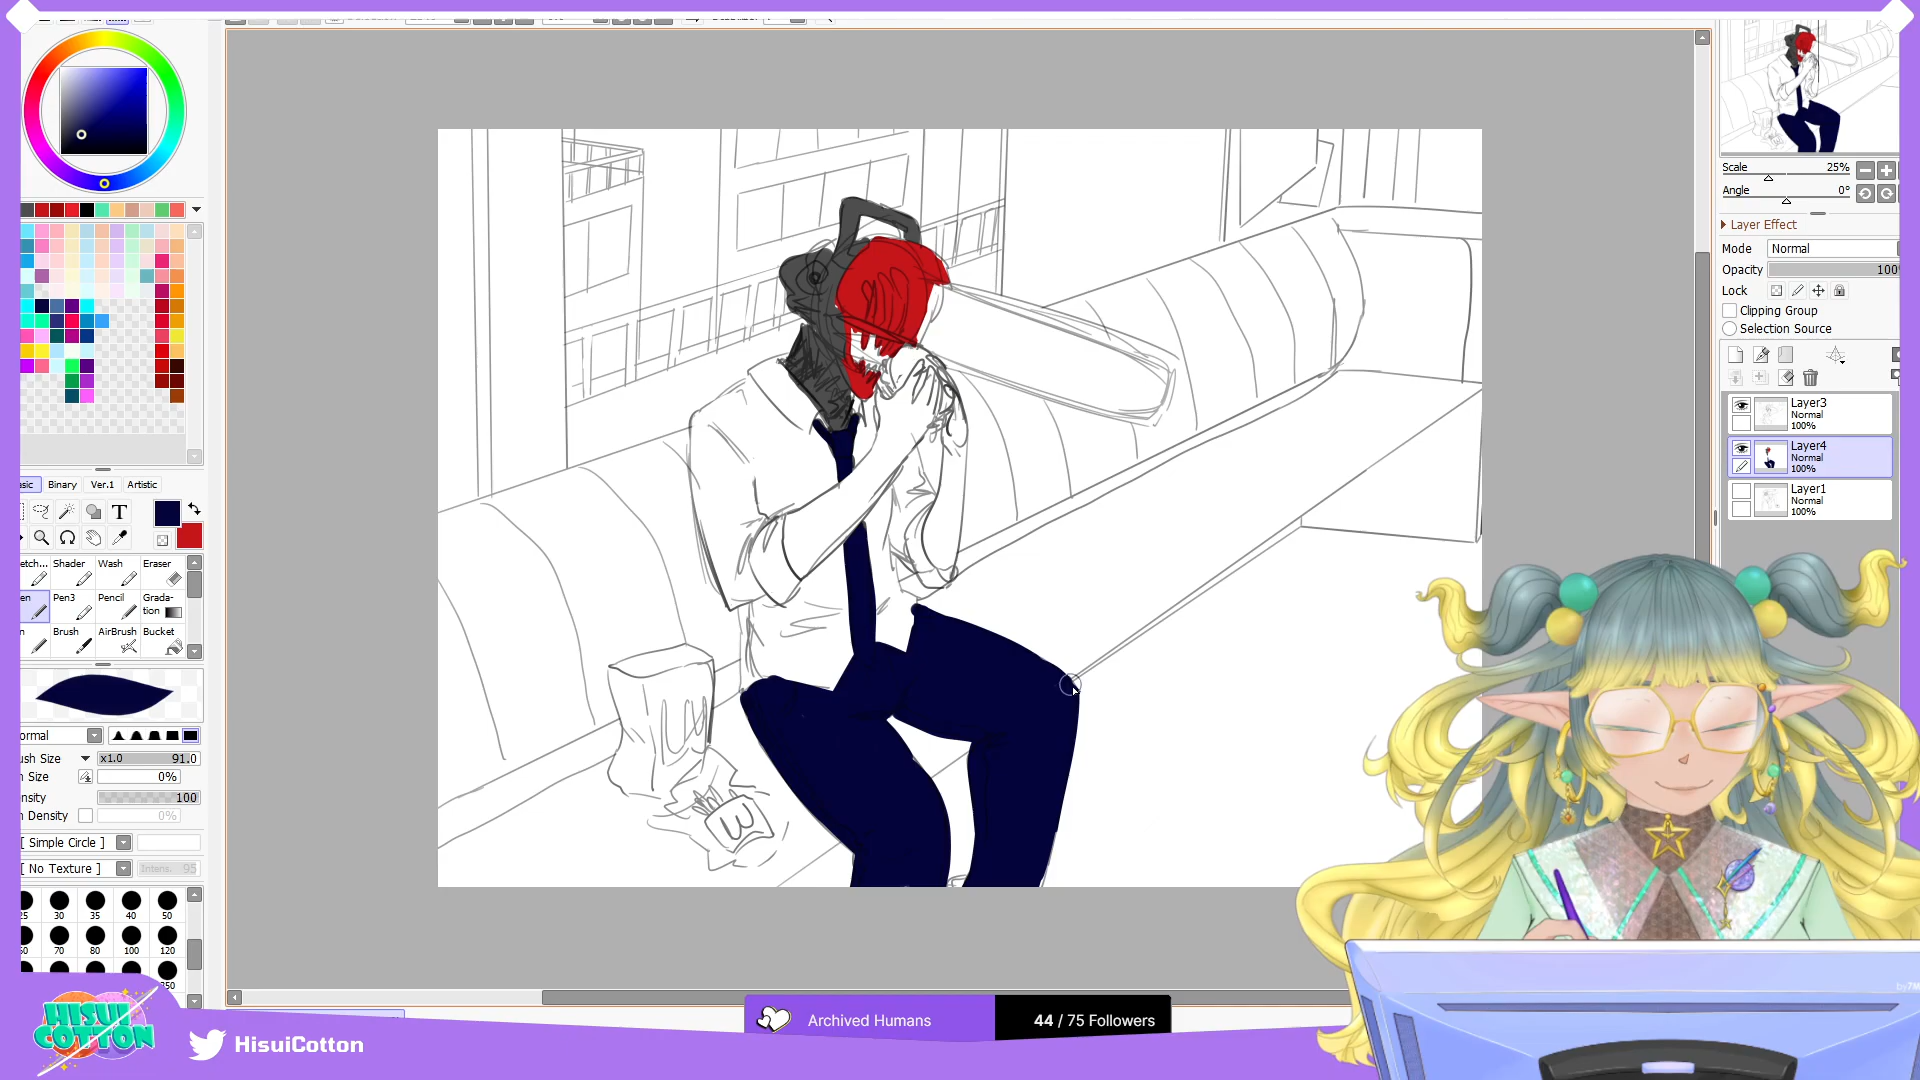 Scale
25%
Angle
0°
Layer Effect
Mode
Normal
Opacity
100
Lock
Clipping Group
Selection Source
Layer3
Normal
100%
Layer4
Normal
100%
Layer1
Normal
100%
Binary
Ver.1
Artistic
T
Shader
Wash
Eraser
Pen3
Pencil
Grada-
tion
Brush
AirBrush
Bucket
x1.0
91.0
0%
100
0%
[ Simple Circle ]
[ No Texture ]
Intens.
95
30
35
40
50
70
80
100
120
HISUI
COTTON
HisuiCotton
Archived Humans
44 / 75 Followers